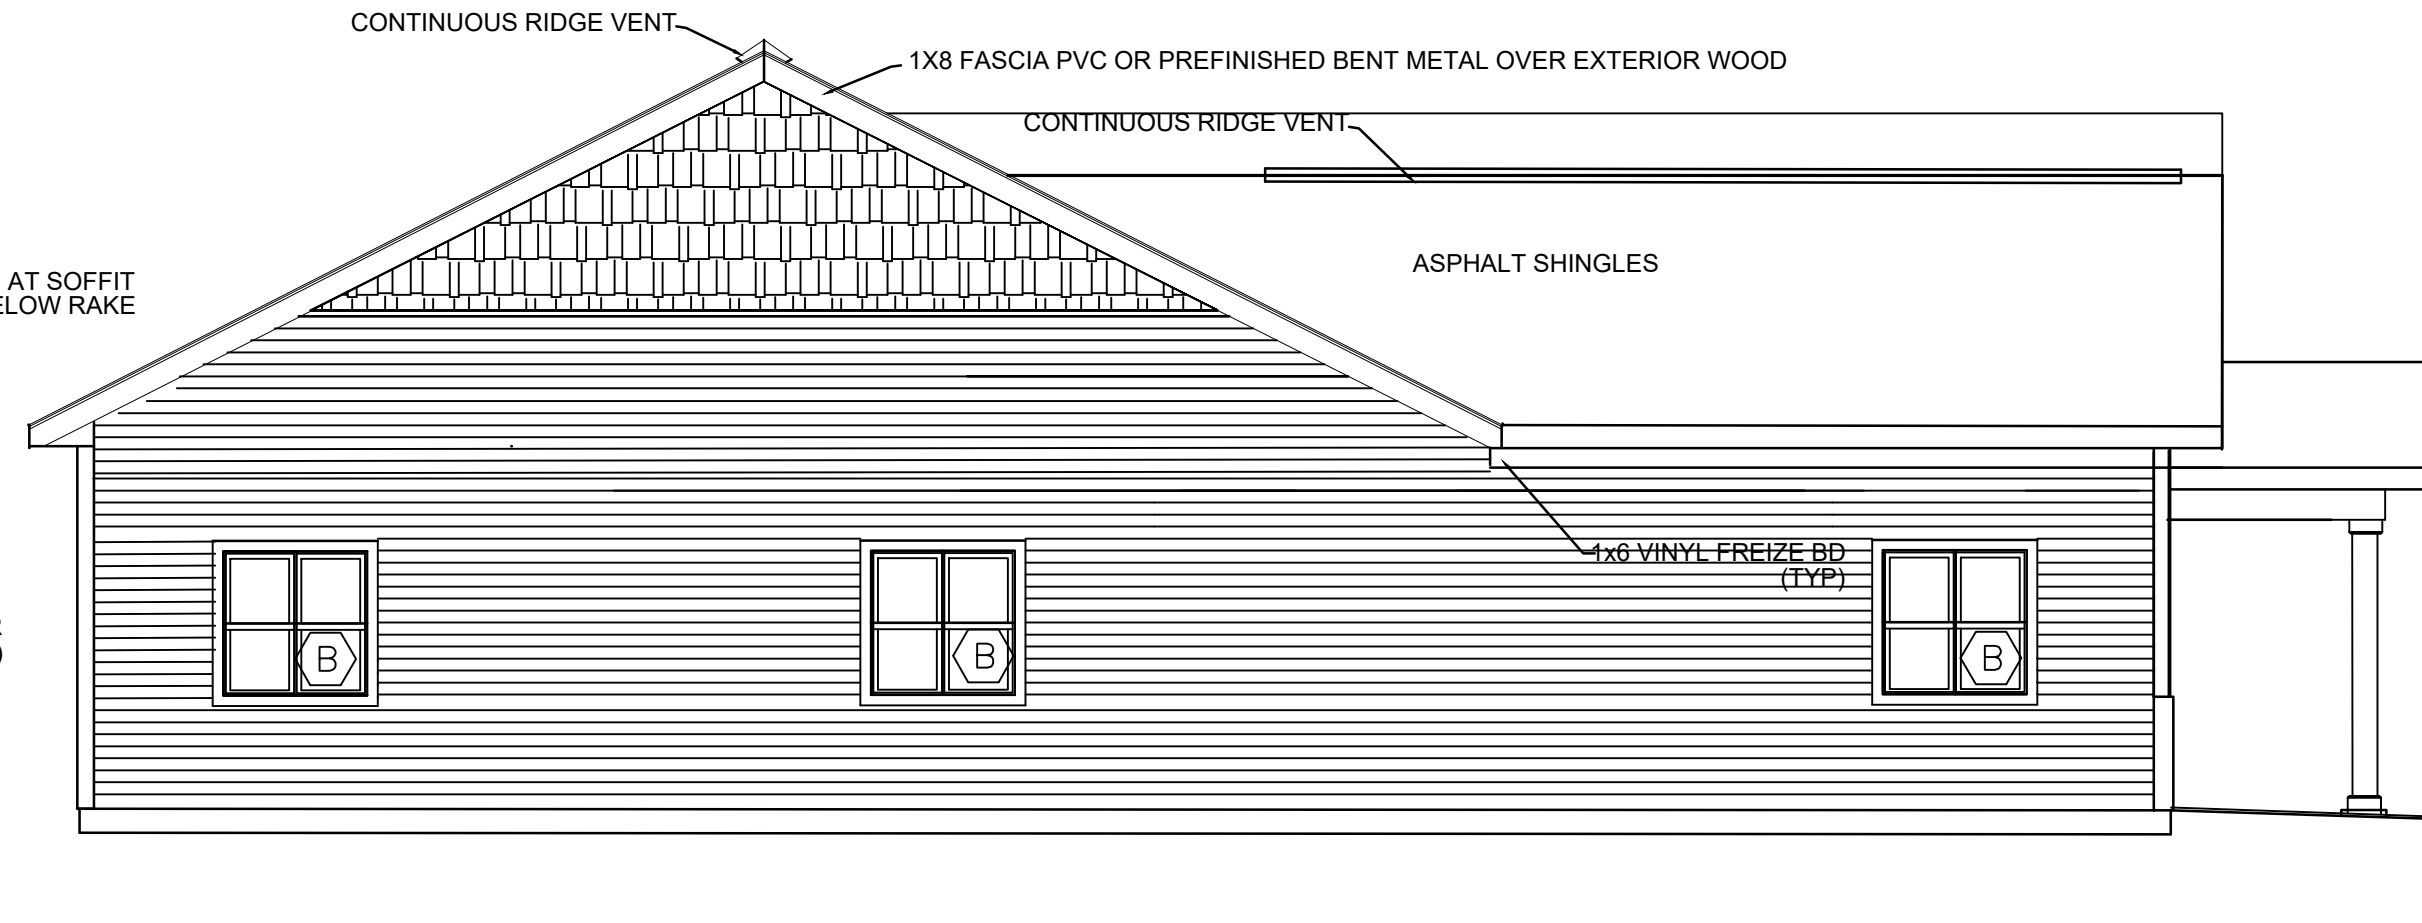 CONTINUOUS RIDGE VENT
1X8 FASCIA PVC OR PREFINISHED BENT METAL OVER EXTERIOR WOOD
CONTINUOUS RIDGE VENT
ASPHALT SHINGLES
AT SOFFIT
RAKE
1x6 VINYL FREIZE BD
(TYP)
B
B
B